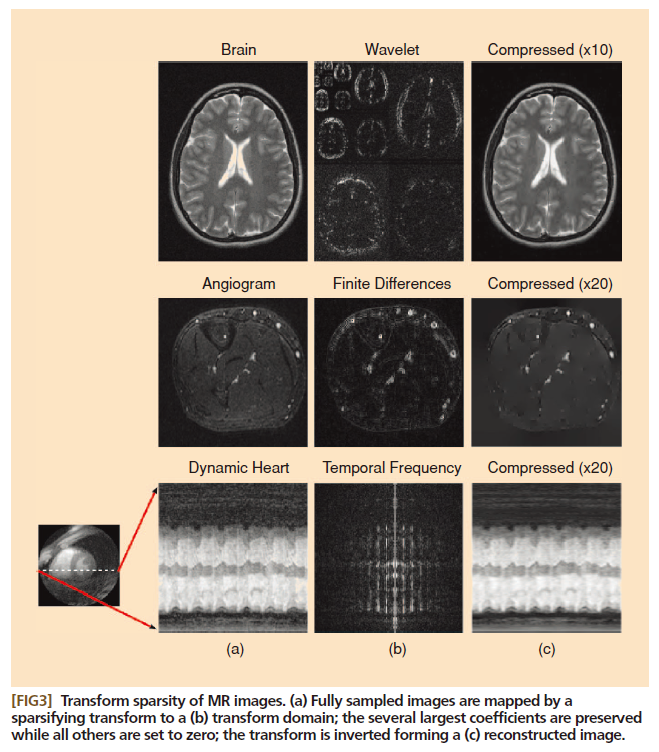 Brain Wavelet Compressed (x10)
Angiogram Finite Differences Compressed (x20)
Dynamic Heart Temporal Frequency Compressed (x20)
(a) (b) (c)
[FIG3] Transform sparsity of MR images. (a) Fully sampled images are mapped by a
sparsifying transform to a (b) transform domain; the several largest coefficients are preserved
while all others are set to zero; the transform is inverted forming a (c) reconstructed image.